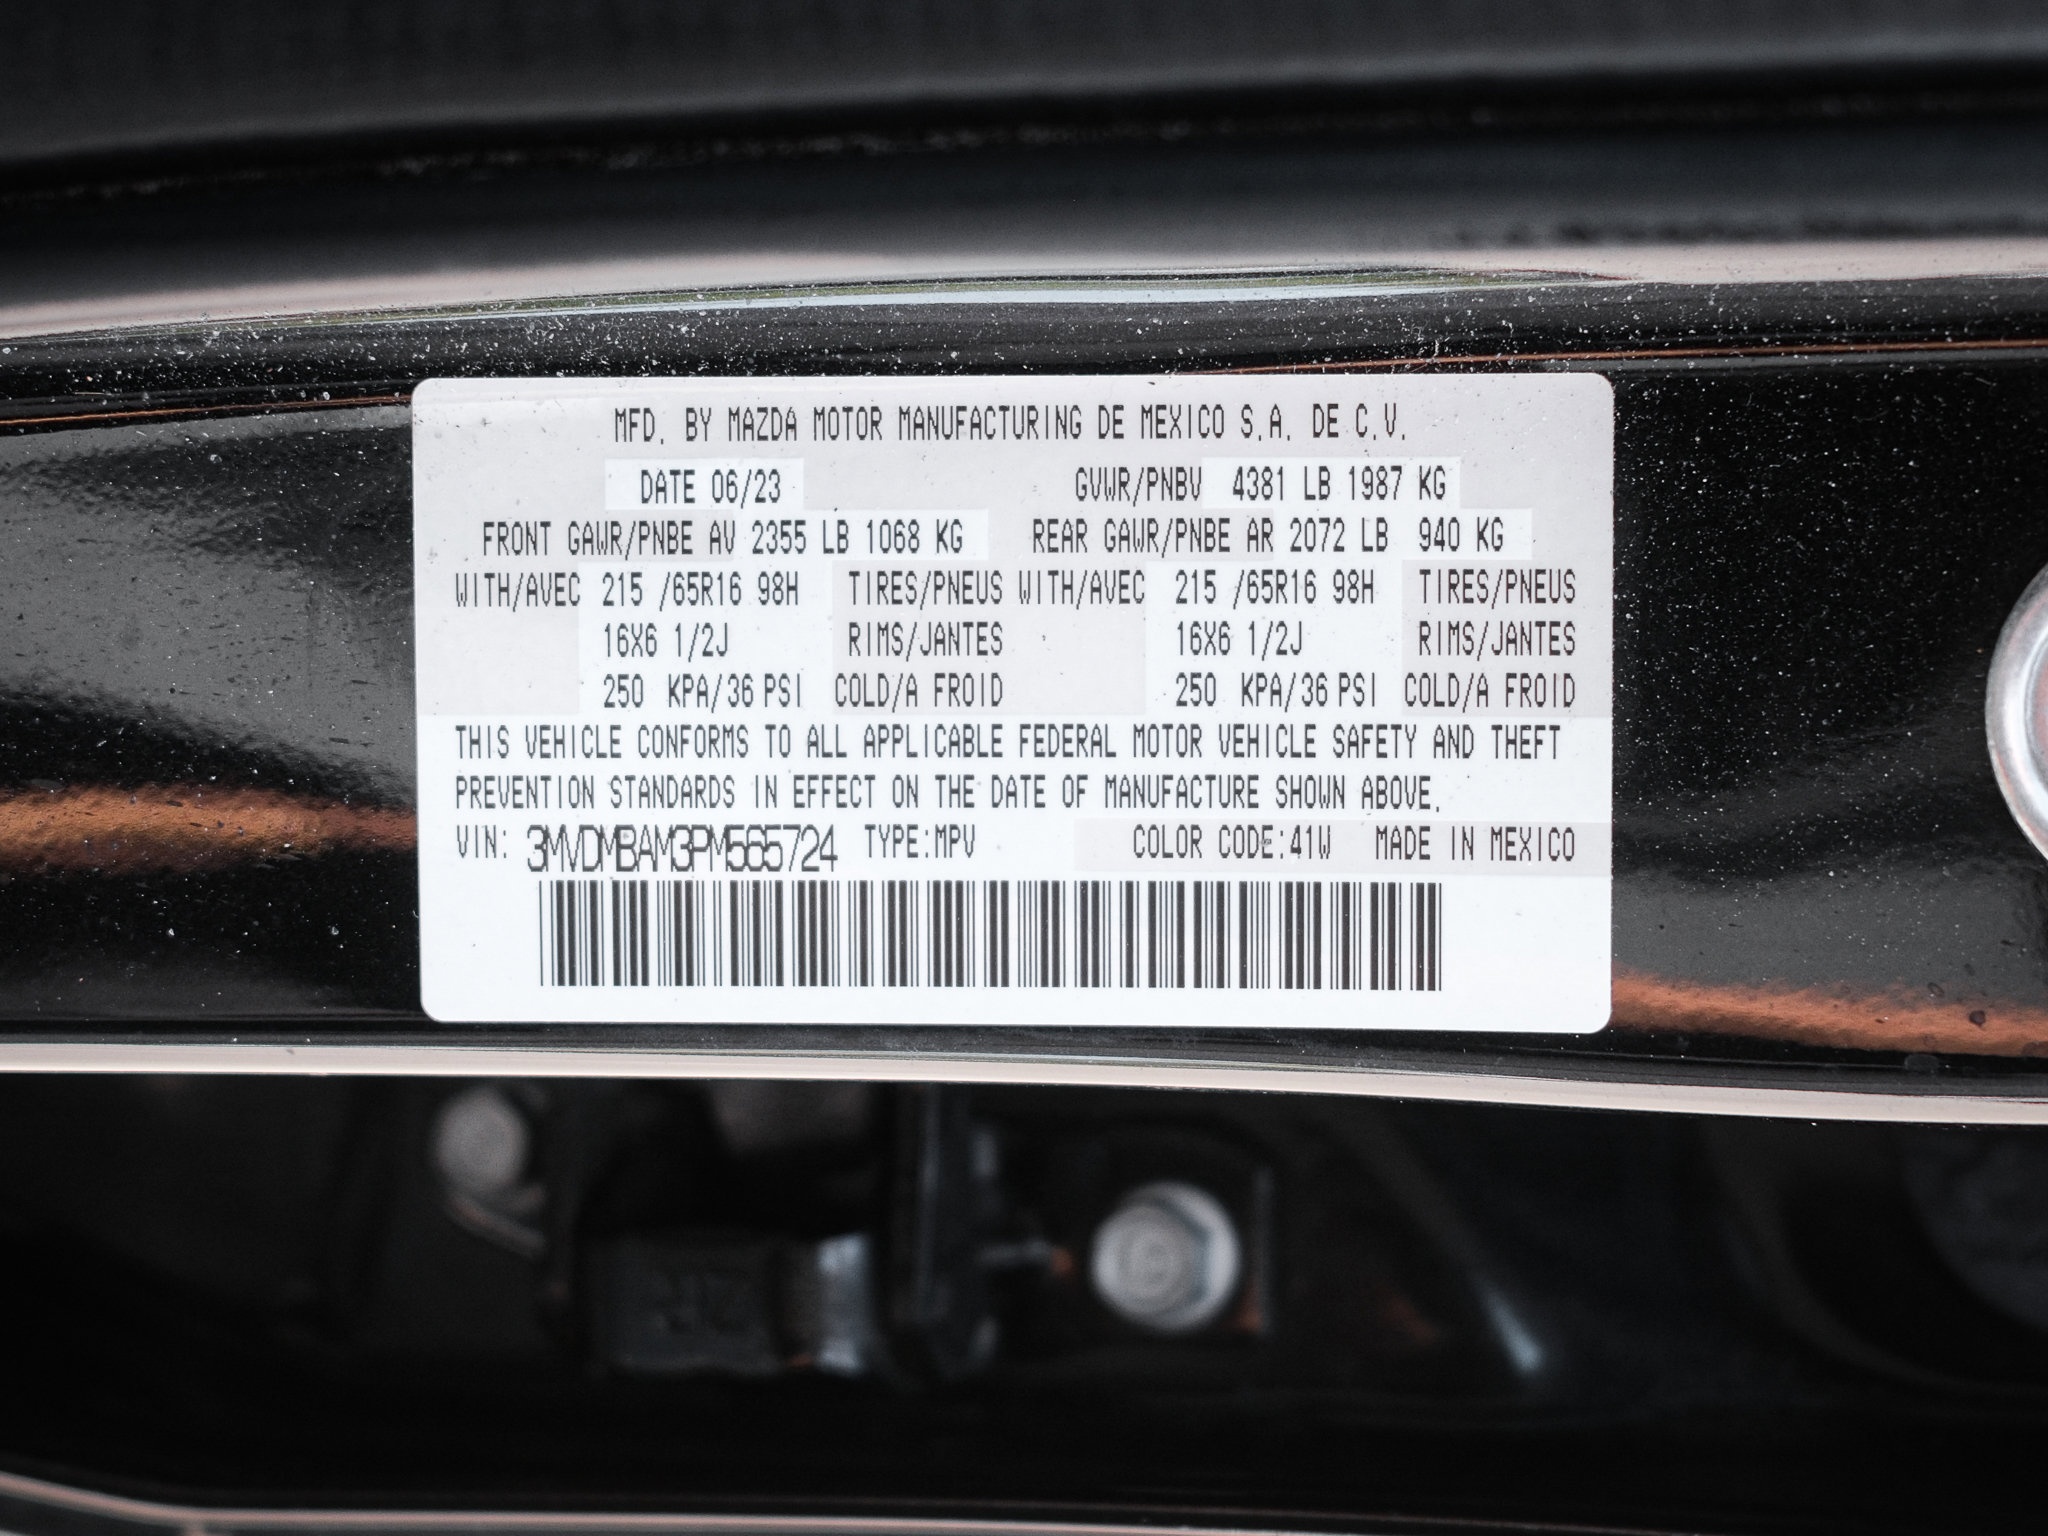 MFD. BY MAZDA MOTOR MANUFACTURING DE MEXICO S.A. DE C.V.
DATE 06/23 GVWR/PNBV 4381 LB 1987 KG
FRONT GAWR/PNBE AV 2355 LB 1068 KG REAR GAWR/PNBE AR 2072 LB 940 KG
WITH/AVEC 215 /65R16 98H TIRES/PNEUS WITH/AVEC 215 /65R16 98H TIRES/PNEUS
16X6 1/2J RIMS/JANTES 16X6 1/2J RIMS/JANTES
250 KPA/36 PSI COLD/A FROID 250 KPA/36 PSI COLD/A FROID
THIS VEHICLE CONFORMS TO ALL APPLICABLE FEDERAL MOTOR VEHICLE SAFETY AND THEFT
PREVENTION STANDARDS IN EFFECT ON THE DATE OF MANUFACTURE SHOWN ABOVE.
VIN: 3MVDMBAM3PM565724 TYPE:MPV COLOR CODE:41W MADE IN MEXICO